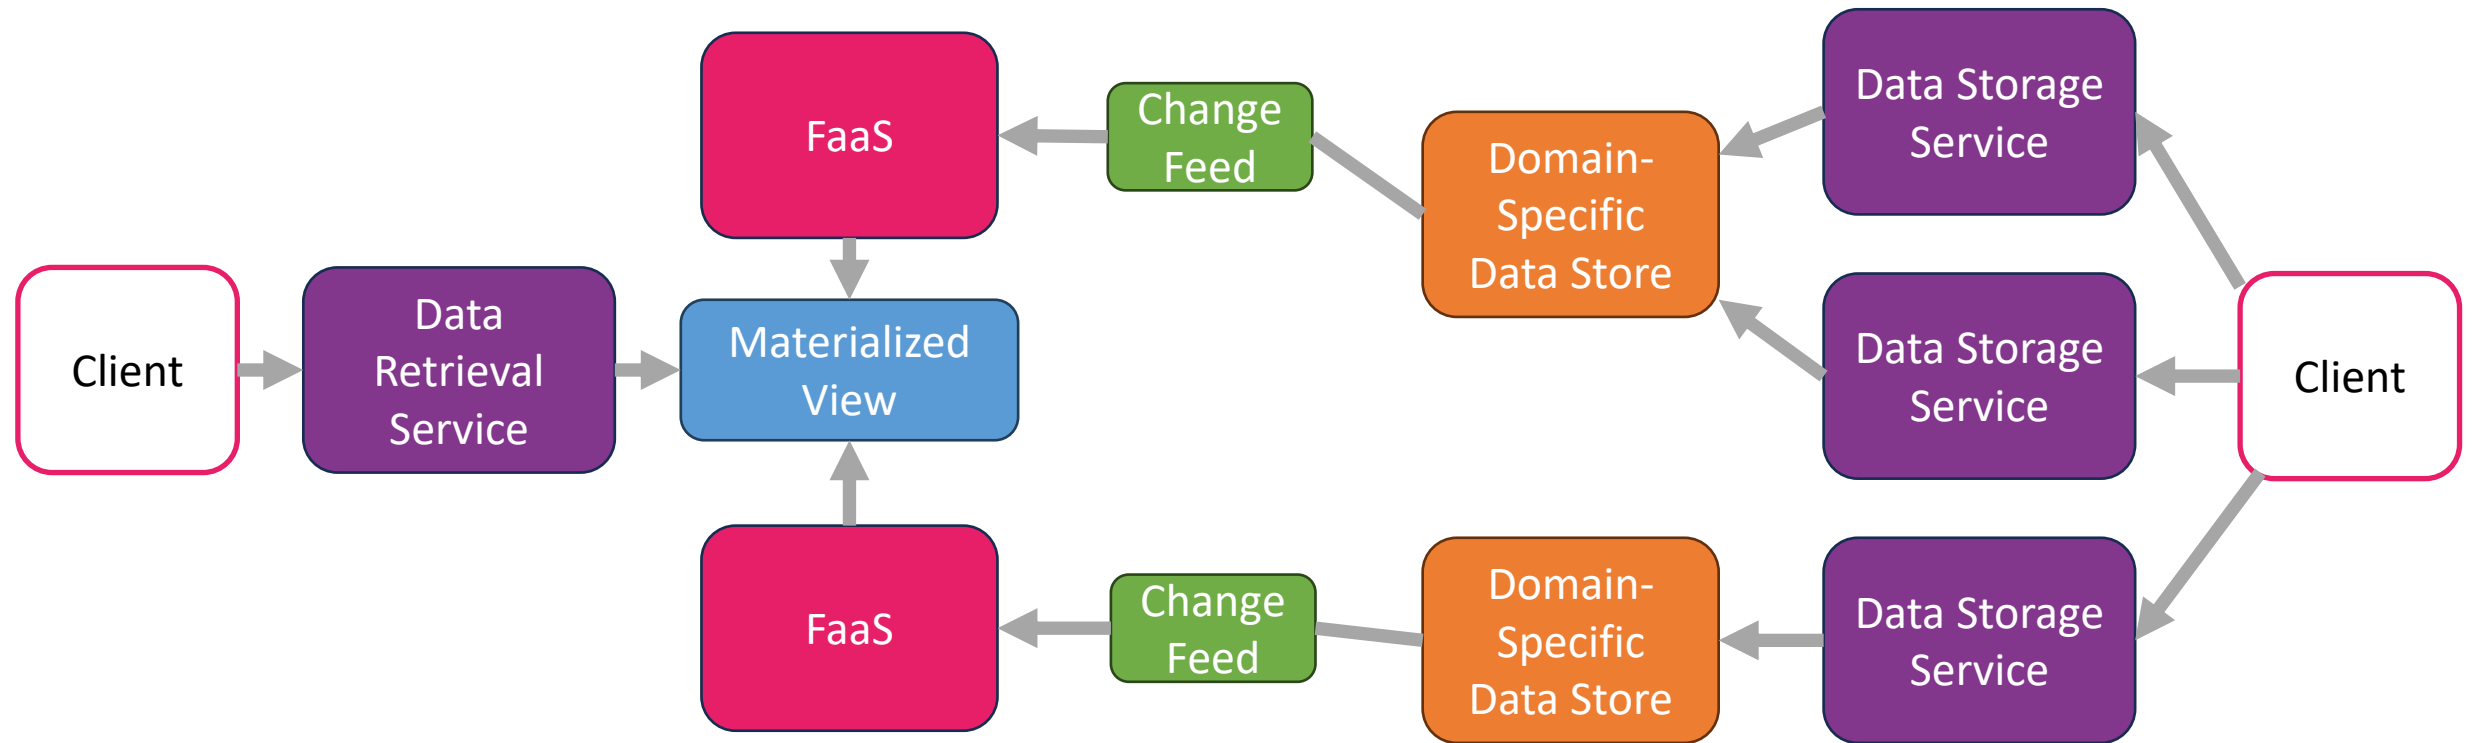 Client
Data
Retrieval
Service
FaaS
Materialized
View
FaaS
Change
Feed
Change
Feed
Domain-
Specific
Data Store
Domain-
Specific
Data Store
Data Storage
Service
Data Storage
Service
Data Storage
Service
Client